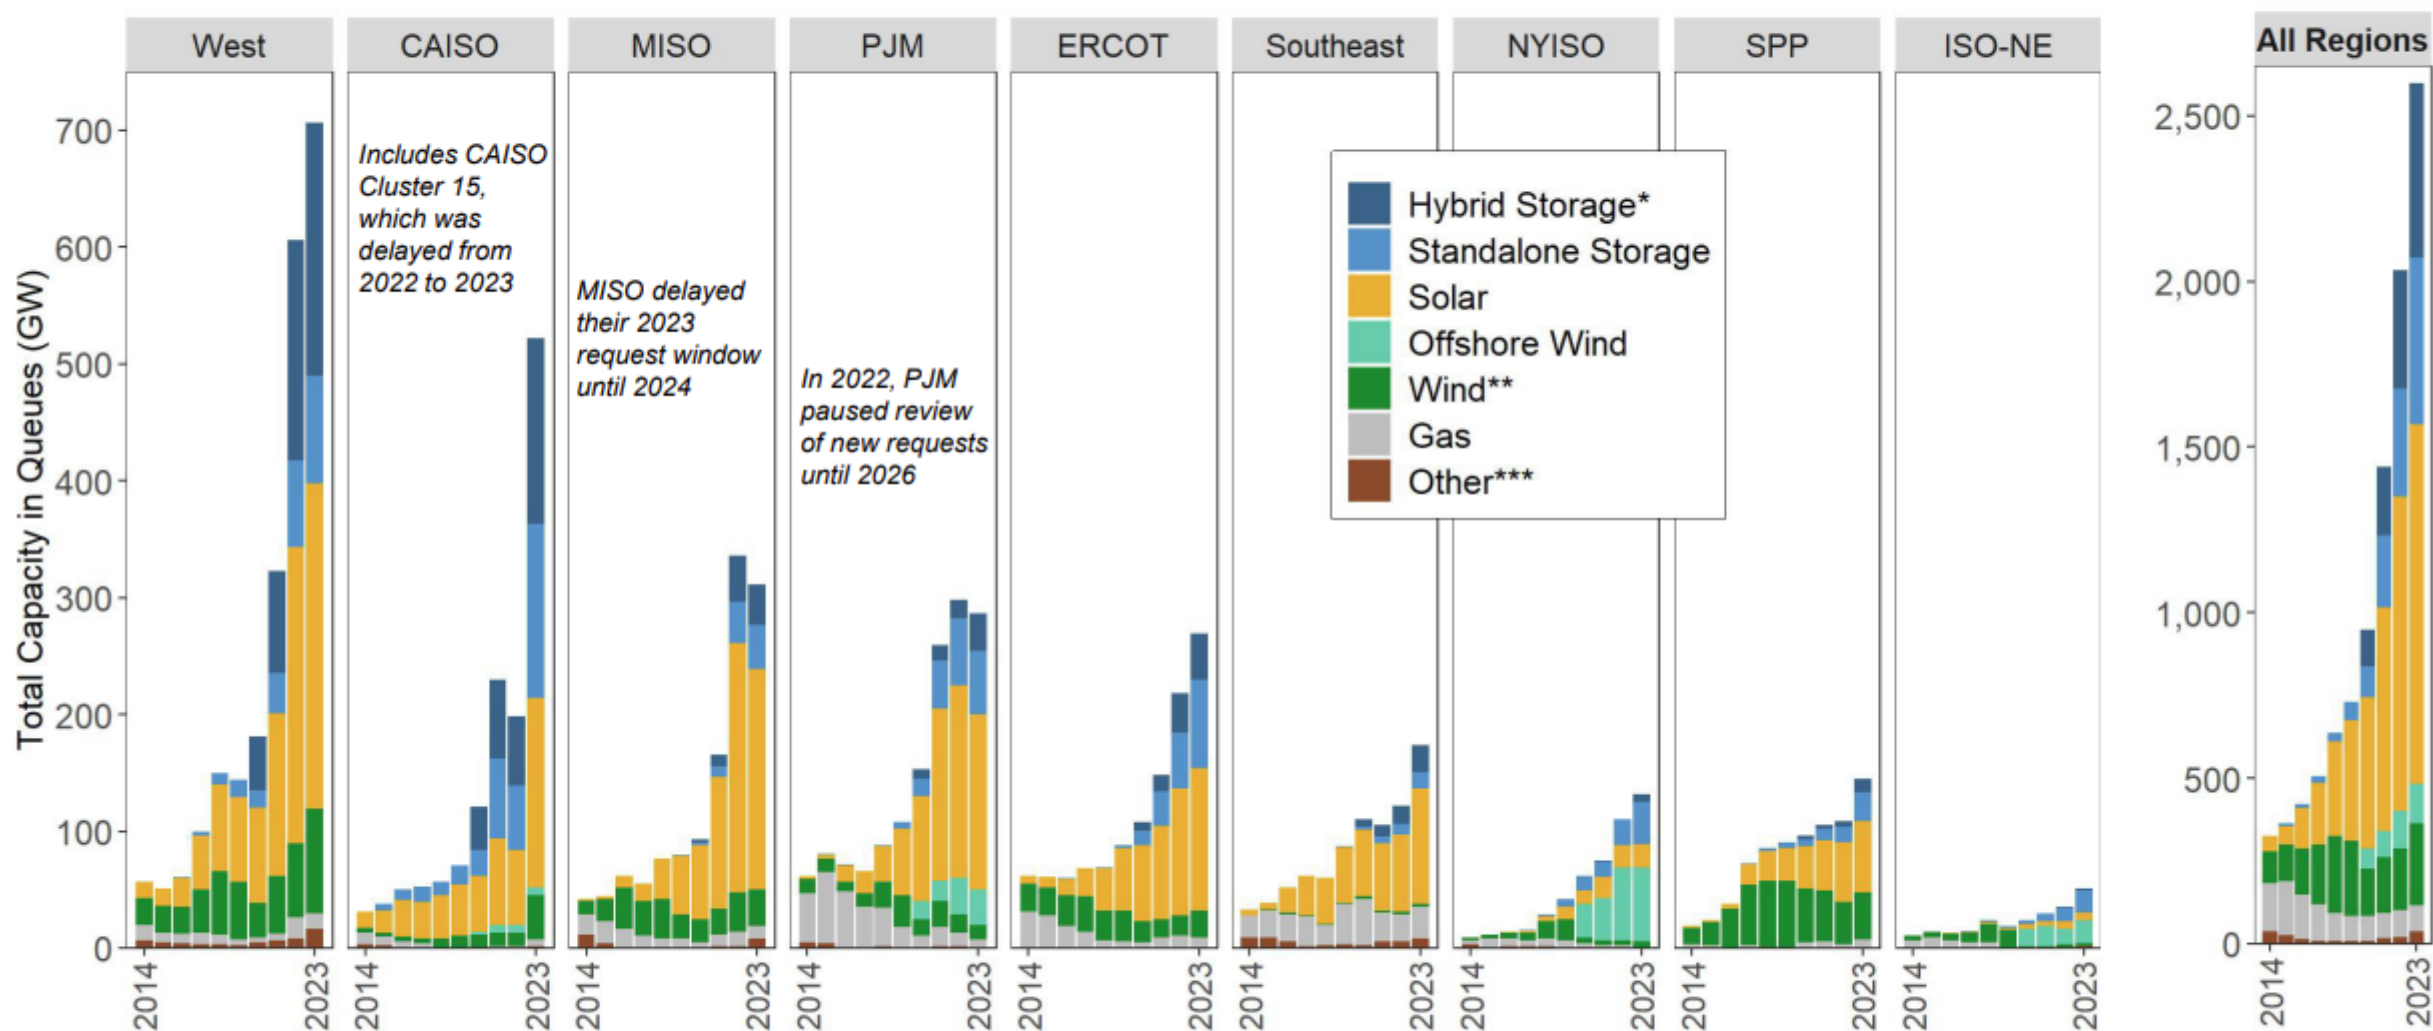 West
CAISO
MISO
PJM
ERCOT
Southeast
NYISO
SPP
ISO-NE
All Regions
Total Capacity in Queues (GW)
700
600
500
400
300
200
100
0
Includes CAISO
Cluster 15,
which was
delayed from
2022 to 2023
MISO delayed
their 2023
request window
until 2024
In 2022, PJM
paused review
of new requests
until 2026
Hybrid Storage*
Standalone Storage
Solar
Offshore Wind
Wind**
Gas
Other***
2,500
2,000
1,500
1,000
500
0
2014
2023
2014
2023
2014
2023
2014
2023
2014
2023
2014
2023
2014
2023
2014
2023
2014
2023
2014
2023